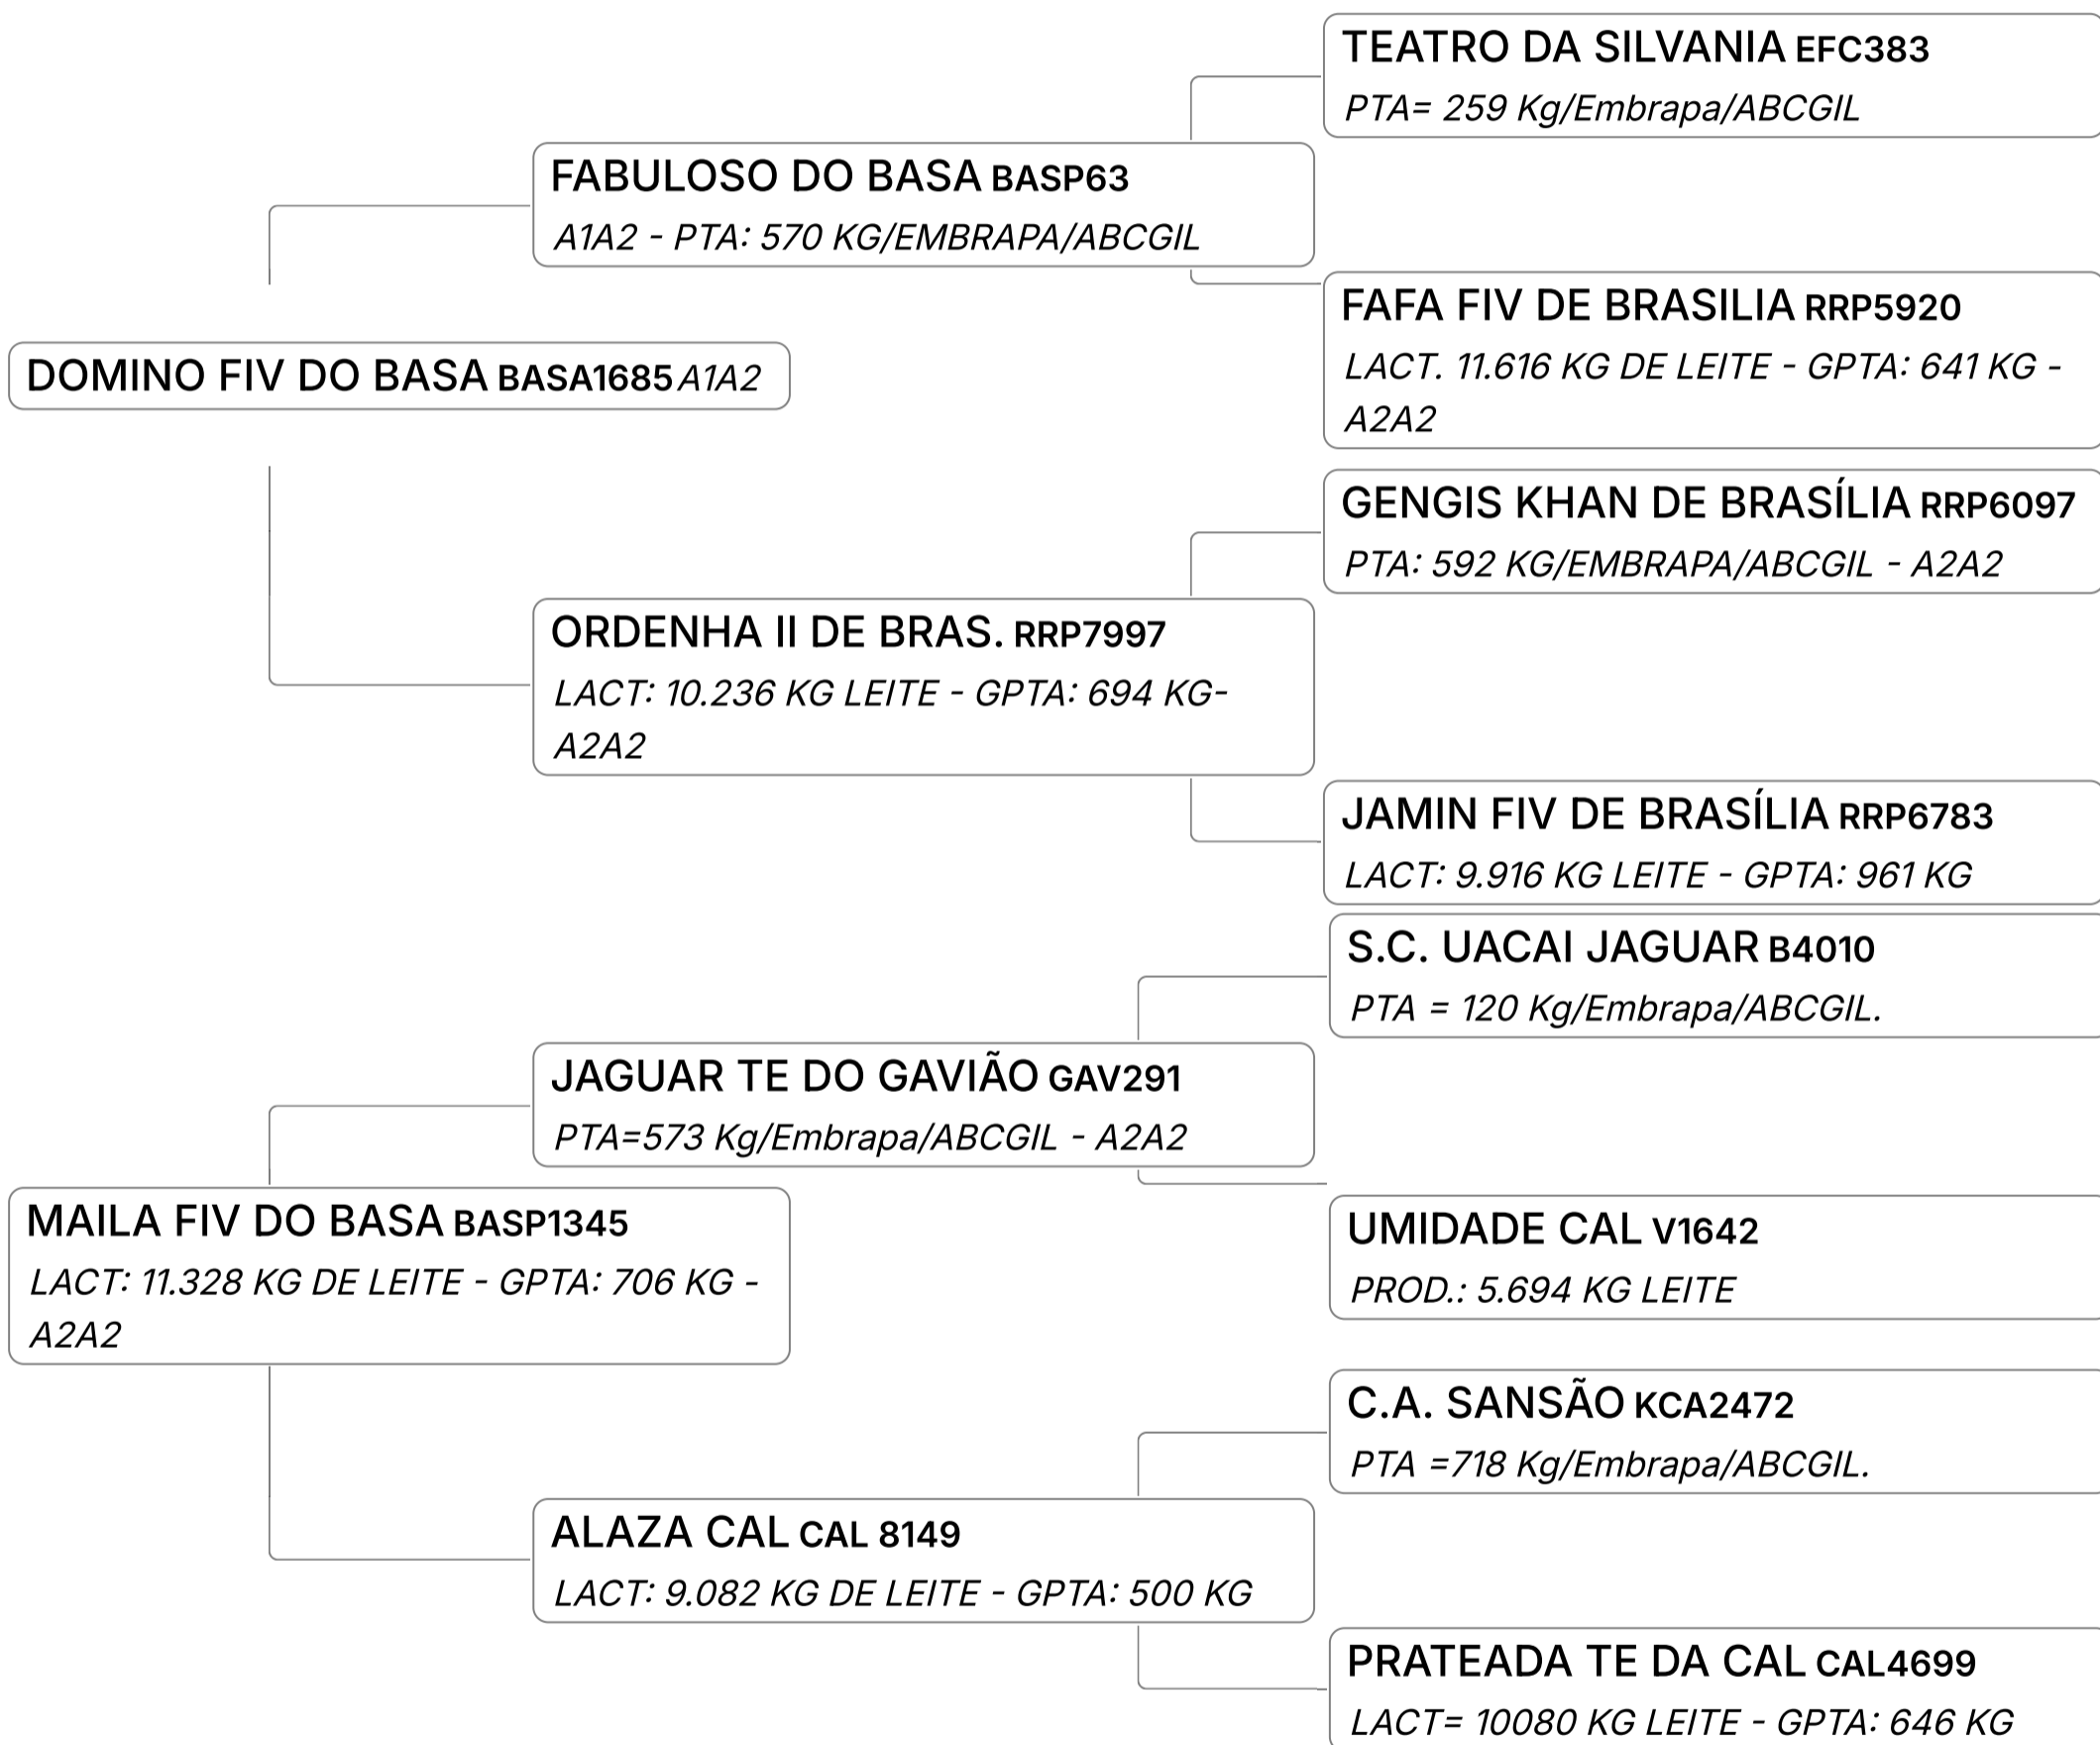 TEATRO DA SILVANIA EFC383
PTA= 259 Kg/Embrapa/ABCGIL
FABULOSO DO BASA BASP63
A1A2 - PTA: 570 KG/EMBRAPA/ABCGIL
FAFA FIV DE BRASILIA RRP5920
LACT. 11.616 KG DE LEITE - GPTA: 641 KG -
A2A2
DOMINO FIV DO BASA BASA1685 A1A2
GENGIS KHAN DE BRASÍLIA RRP6097
PTA: 592 KG/EMBRAPA/ABCGIL - A2A2
ORDENHA II DE BRAS. RRP7997
LACT: 10.236 KG LEITE - GPTA: 694 KG-
A2A2
JAMIN FIV DE BRASÍLIA RRP6783
LACT: 9.916 KG LEITE - GPTA: 961 KG
S.C. UACAI JAGUAR B4010
PTA = 120 Kg/Embrapa/ABCGIL.
JAGUAR TE DO GAVIÃO GAV291
PTA=573 Kg/Embrapa/ABCGIL - A2A2
UMIDADE CAL V1642
PROD.: 5.694 KG LEITE
MAILA FIV DO BASA BASP1345
LACT: 11.328 KG DE LEITE - GPTA: 706 KG -
A2A2
C.A. SANSÃO KCA2472
PTA =718 Kg/Embrapa/ABCGIL.
ALAZA CAL CAL 8149
LACT: 9.082 KG DE LEITE - GPTA: 500 KG
PRATEADA TE DA CAL CAL4699
LACT= 10080 KG LEITE - GPTA: 646 KG